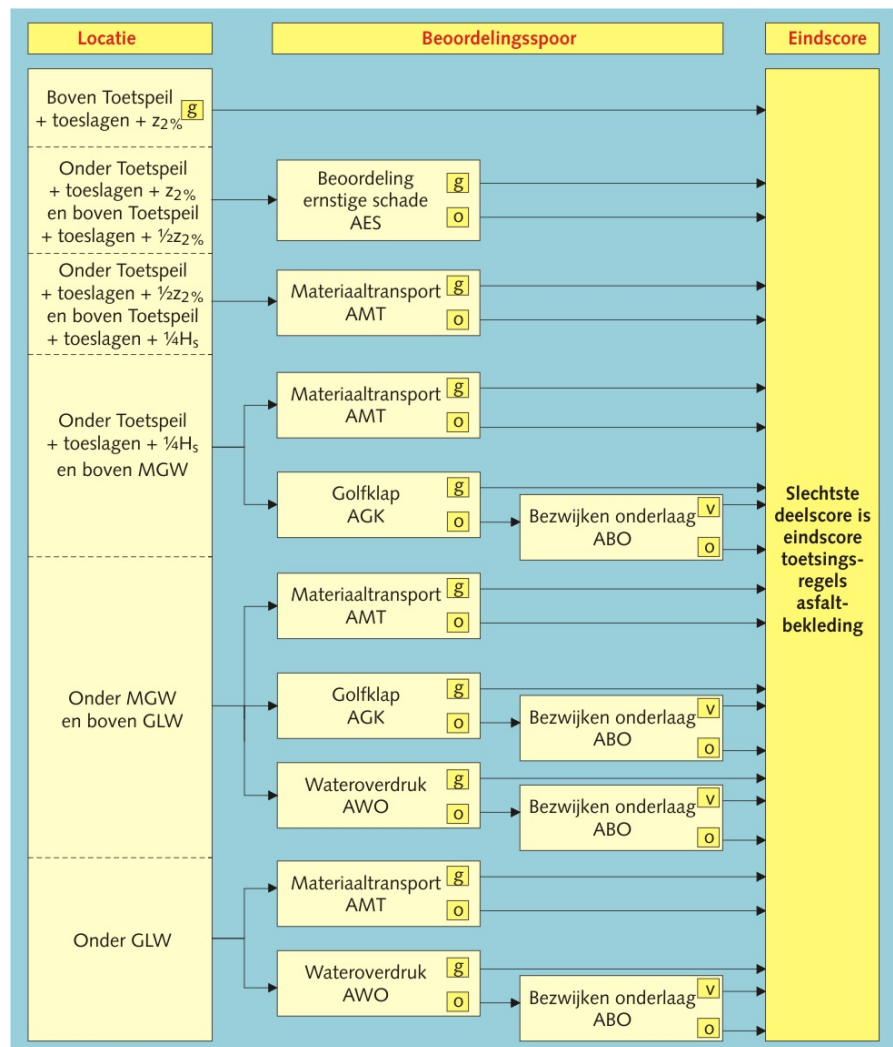 Locatie
Beoordelingsspoor
Eindscore
Boven Toetspeil
+ toeslagen + z2%
g
Onder Toetspeil
+ toeslagen + z2%
en boven Toetspeil
+ toeslagen + ½z2%
Beoordeling
ernstige schade
AES
g
o
Onder Toetspeil
+ toeslagen + ½z2%
en boven Toetspeil
+ toeslagen + ¼Hs
Materiaaltransport
AMT
g
o
Onder Toetspeil
+ toeslagen + ¼Hs
en boven MGW
Materiaaltransport
AMT
g
o
Golfklap
AGK
g
o
Bezwijken onderlaag
ABO
v
o
Onder MGW
en boven GLW
Materiaaltransport
AMT
g
o
Golfklap
AGK
g
o
Bezwijken onderlaag
ABO
v
o
Wateroverdruk
AWO
g
o
Bezwijken onderlaag
ABO
v
o
Onder GLW
Materiaaltransport
AMT
g
o
Wateroverdruk
AWO
g
o
Bezwijken onderlaag
ABO
v
o
Slechtste
deelscore is
eindscore
toetsings-
regels
asfalt-
bekleding